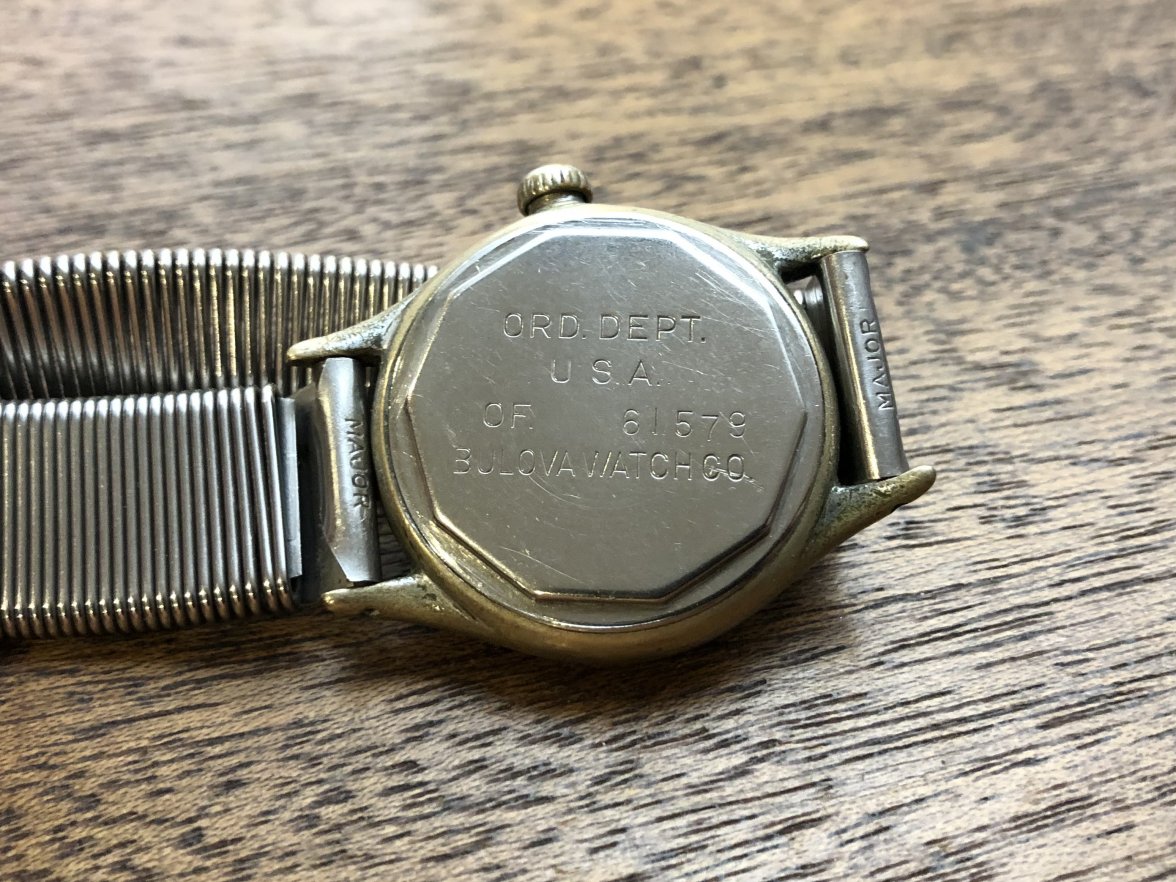 ORD. DEPT.
U.S.A.
OF 61579
BULOVA WATCH CO.
MAJOR
MAJOR